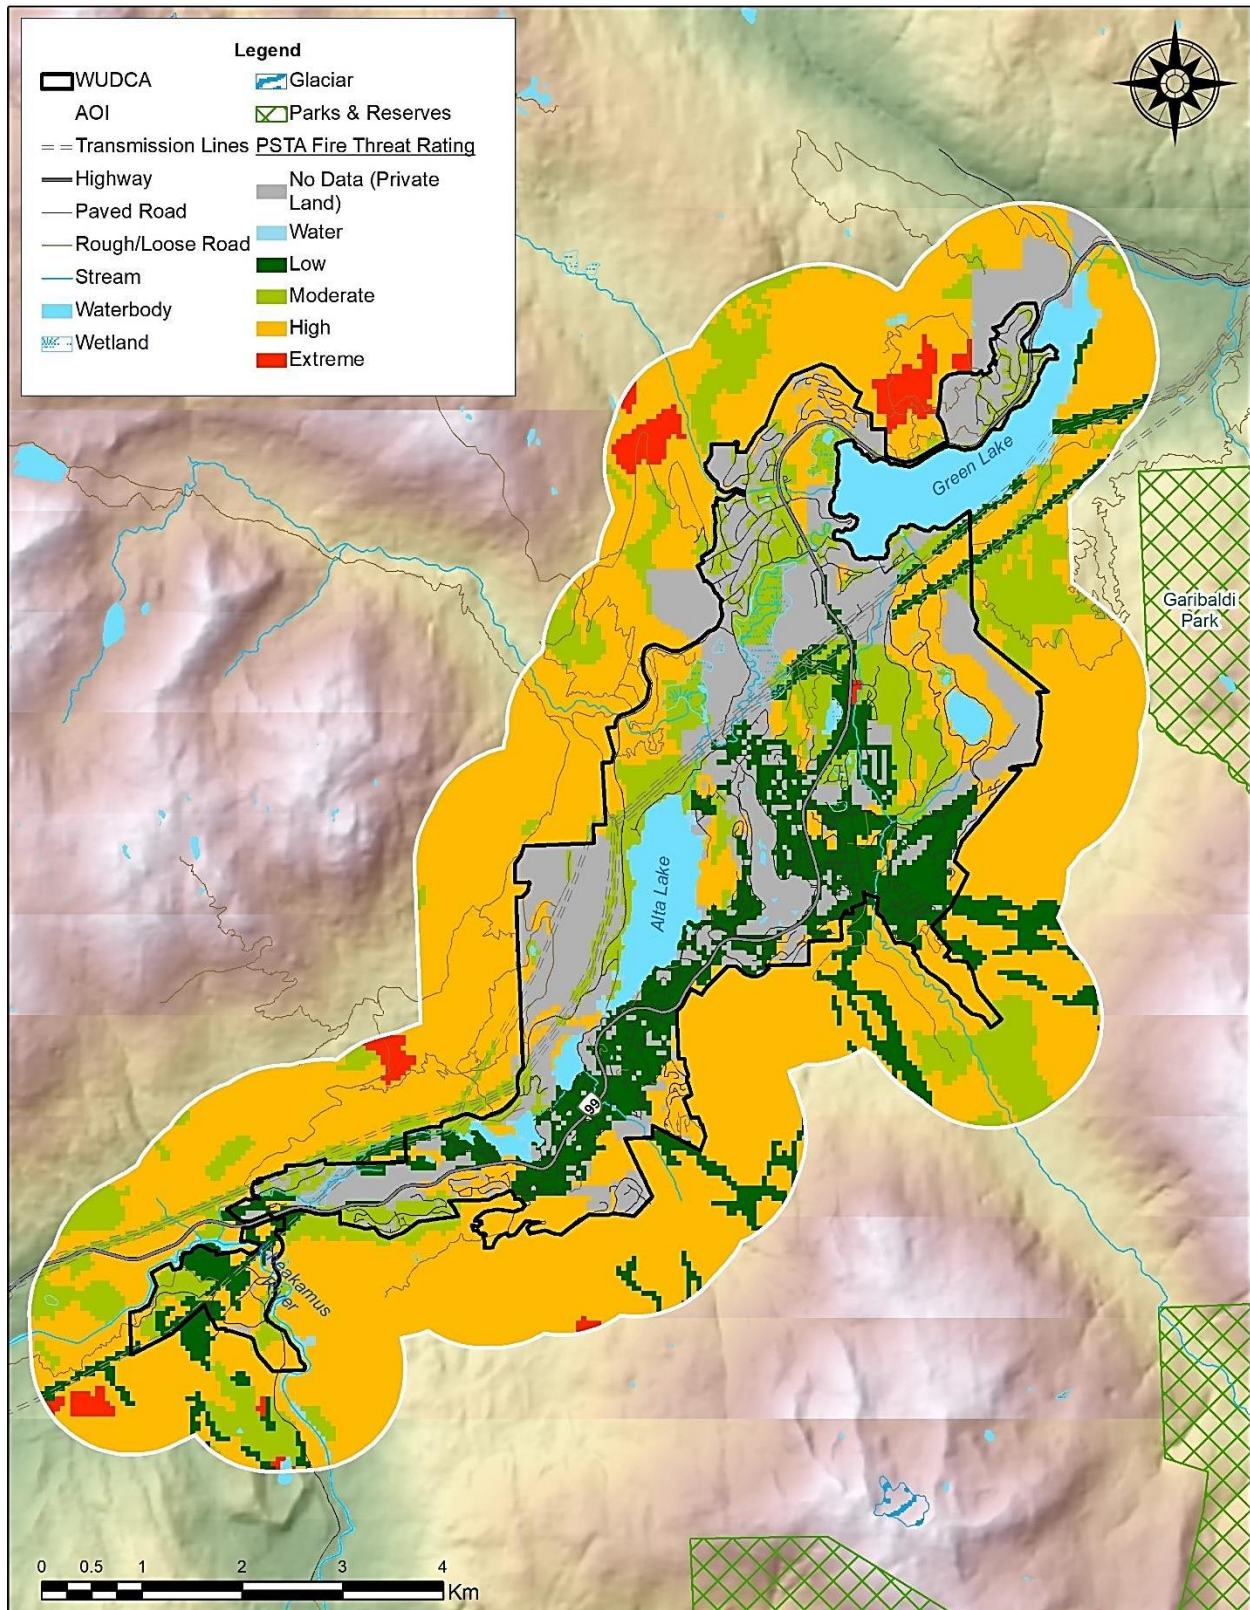 Legend
WUDCA
AOI
Transmission Lines
Highway
Paved Road
Rough/Loose Road
Stream
Waterbody
Wetland
Glaciar
Parks & Reserves
PSTA Fire Threat Rating
No Data (Private
Land)
Water
Low
Moderate
High
Extreme
Green Lake
Garibaldi
Park
Alta Lake
99
0 0.5 1 2 3 4
Km